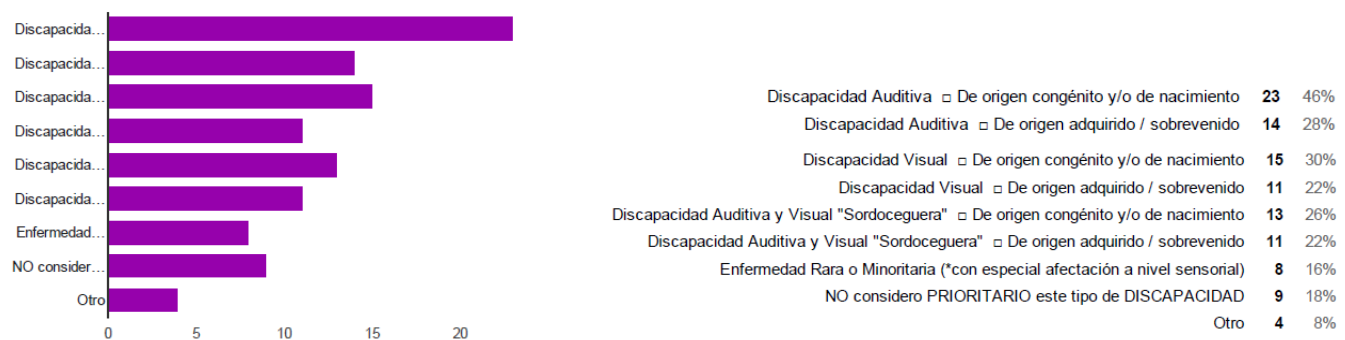 Discapacida...
Discapacida...
Discapacida...
Discapacida...
Discapacida...
Discapacida...
Enfermedad...
NO consider...
Otro
0 5 10 15 20
Discapacidad Auditiva □ De origen congénito y/o de nacimiento 23 46%
Discapacidad Auditiva □ De origen adquirido / sobrevenido 14 28%
Discapacidad Visual □ De origen congénito y/o de nacimiento 15 30%
Discapacidad Visual □ De origen adquirido / sobrevenido 11 22%
Discapacidad Auditiva y Visual "Sordoceguera" □ De origen congénito y/o de nacimiento 13 26%
Discapacidad Auditiva y Visual "Sordoceguera" □ De origen adquirido / sobrevenido 11 22%
Enfermedad Rara o Minoritaria (*con especial afectación a nivel sensorial) 8 16%
NO considero PRIORITARIO este tipo de DISCAPACIDAD 9 18%
Otro 4 8%